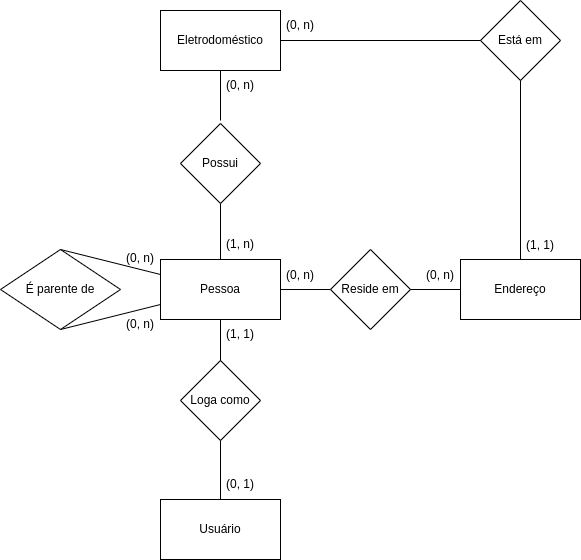 Eletrodoméstico
(0, n)
Está em
(0, n)
Possui
(1, n)
(1, 1)
(0, n)
É parente de
Pessoa
(0, n)
Reside em
(0, n)
Endereço
(0, n)
(1, 1)
Loga como
(0, 1)
Usuário